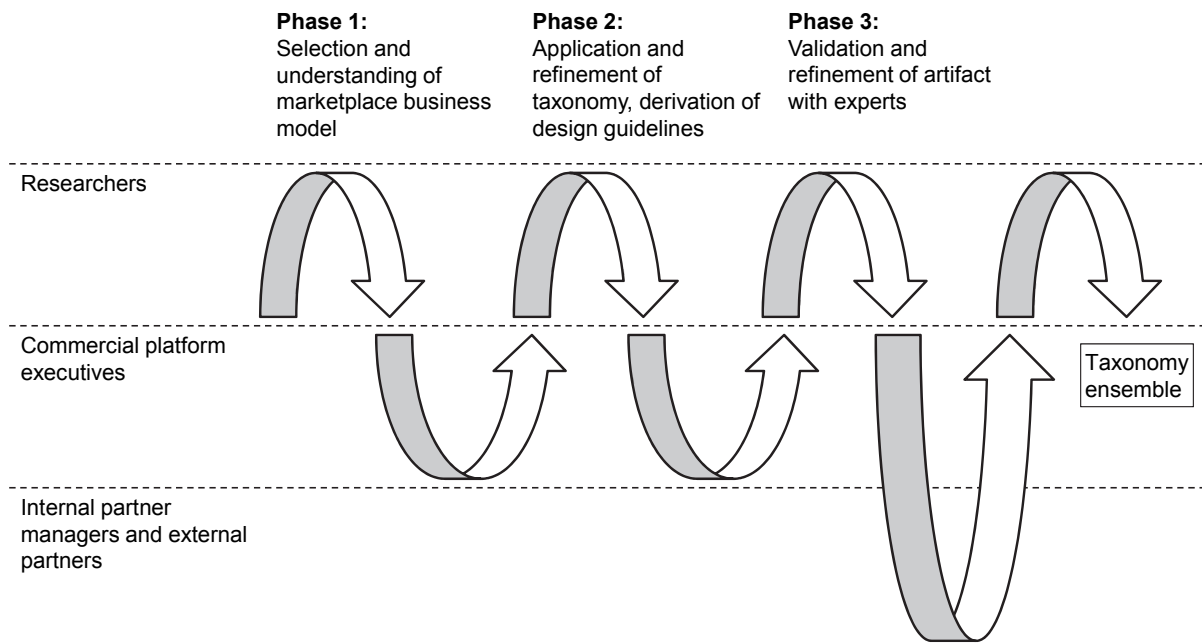 Phase 1:
Selection and
understanding of
marketplace business
model
Phase 2:
Application and
refinement of
taxonomy, derivation of
design guidelines
Phase 3:
Validation and
refinement of artifact
with experts
Researchers
Commercial platform
executives
Taxonomy
ensemble
Internal partner
managers and external
partners